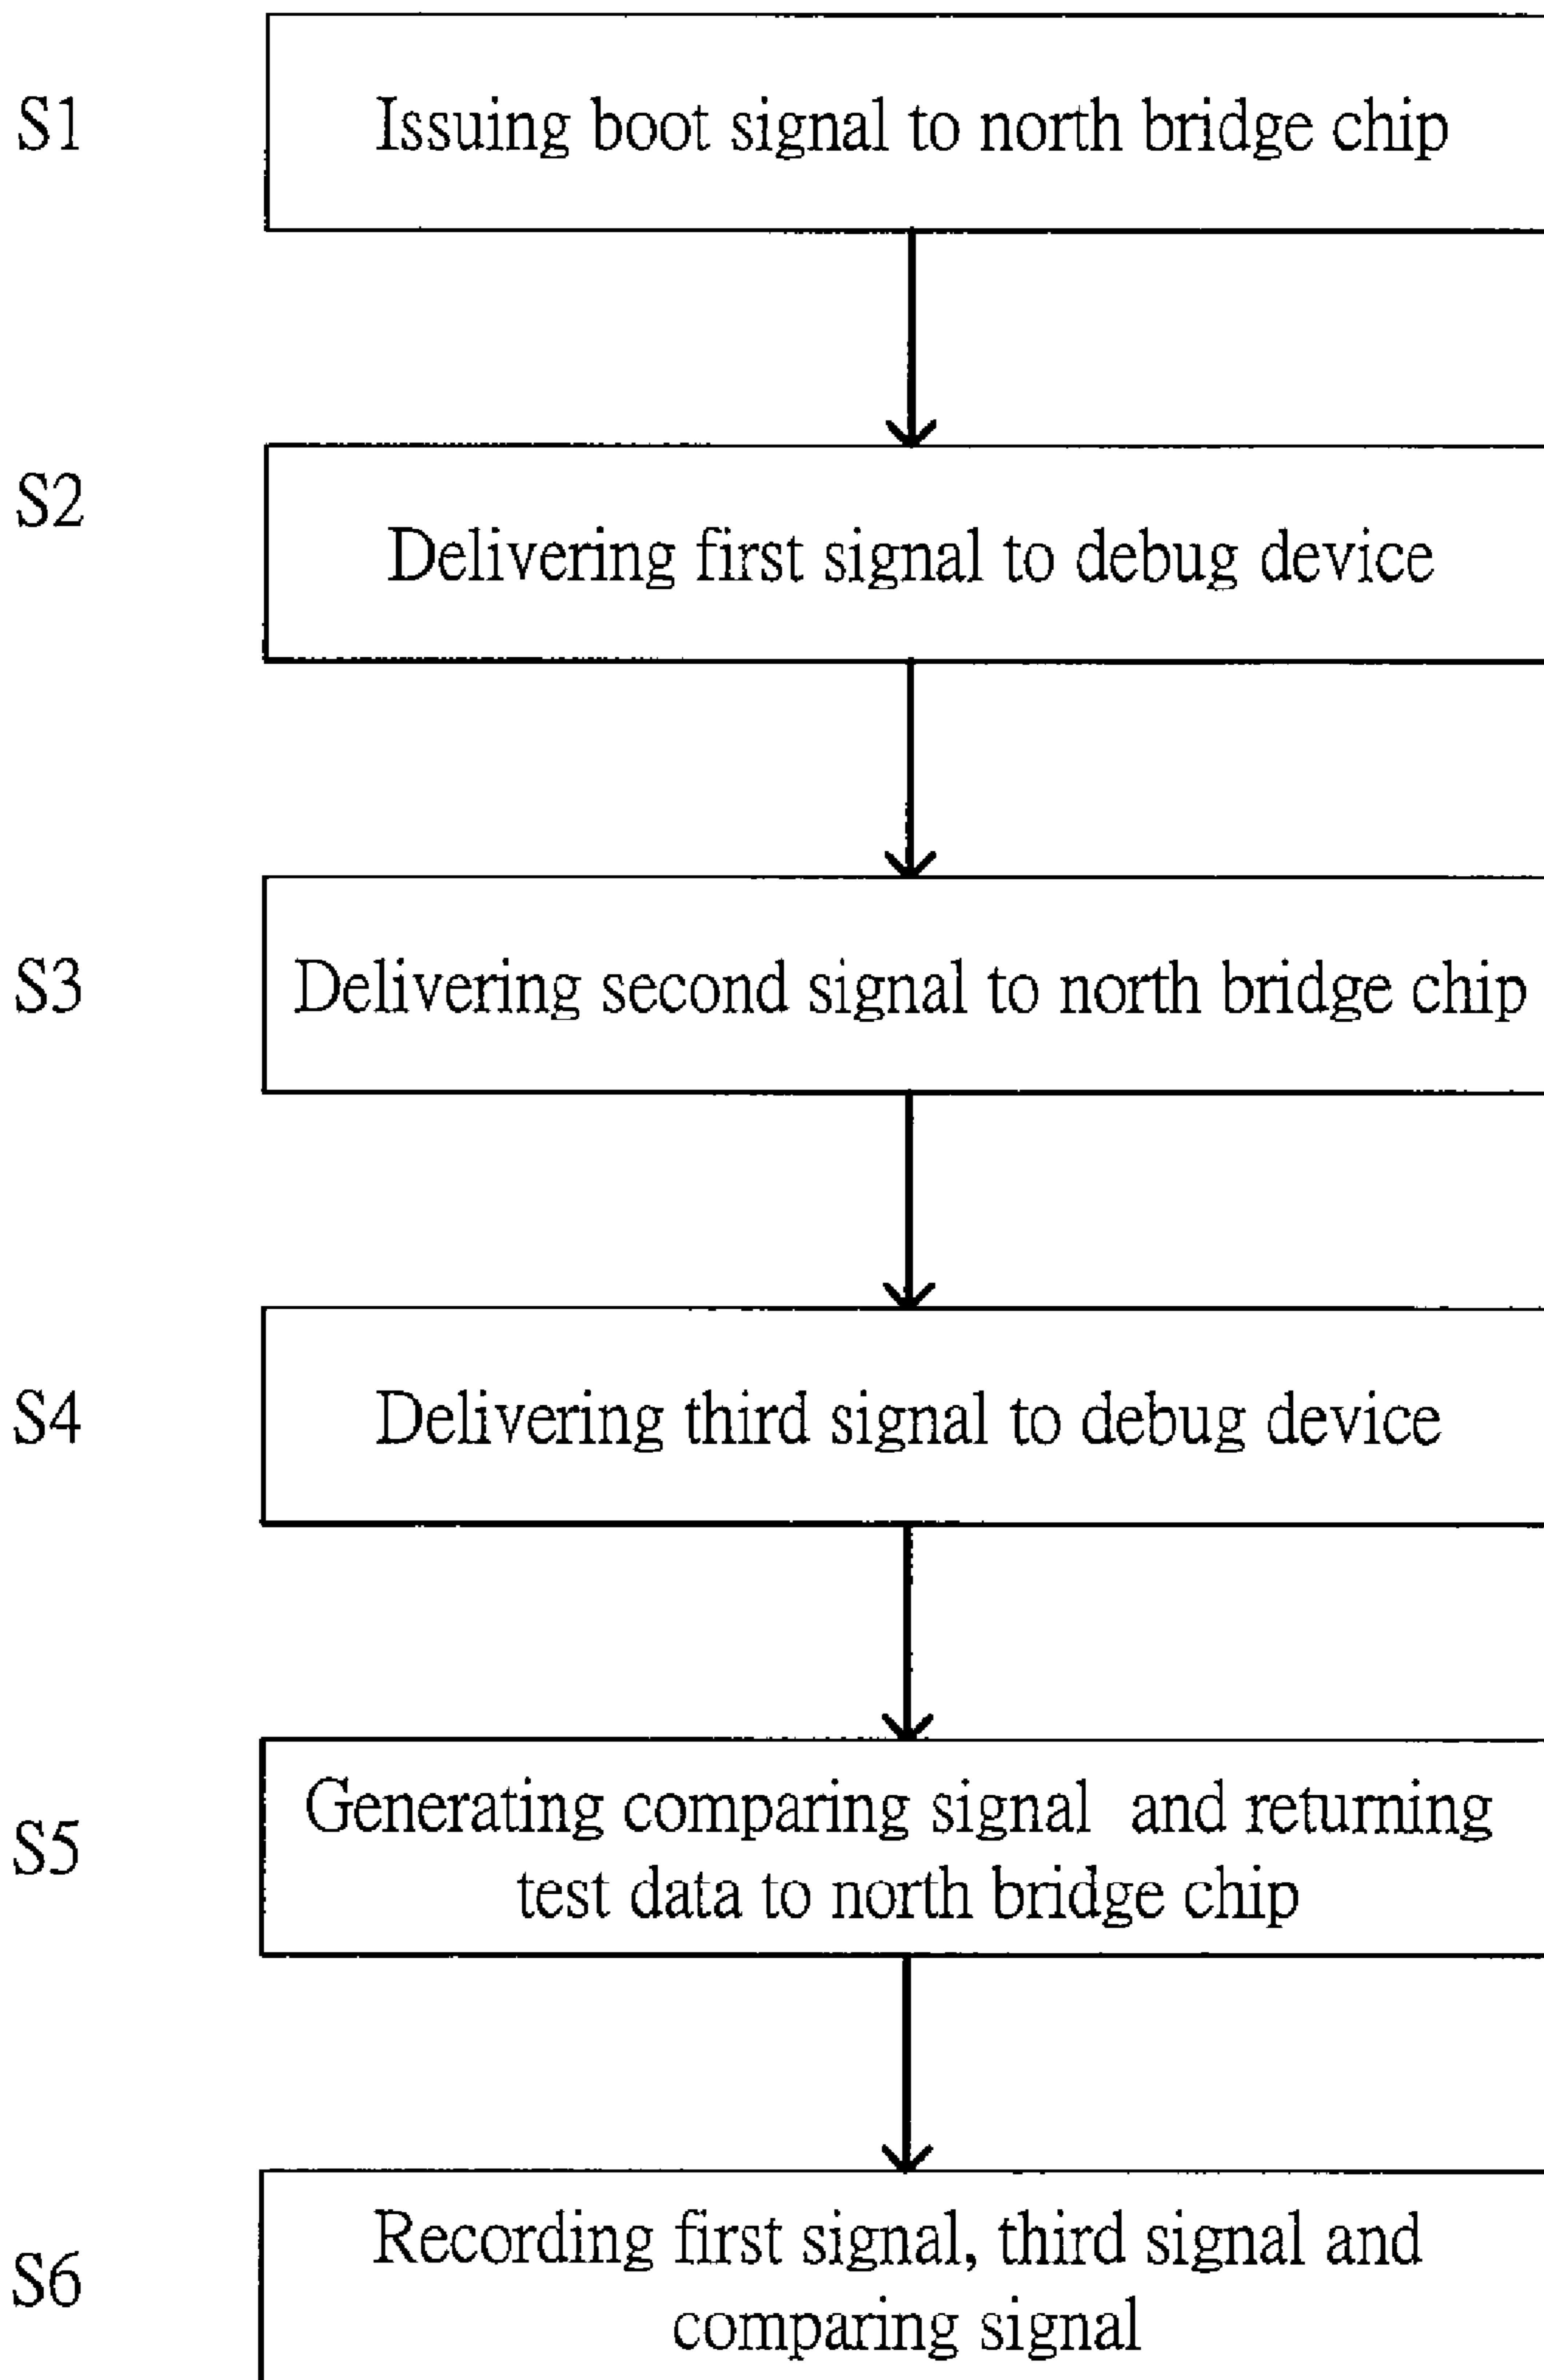 S1
Issuing boot signal to north bridge chip
S2
Delivering first signal to debug device
S3
Delivering second signal to north bridge chip
S4
Delivering third signal to debug device
S5
Generating comparing signal and returning
test data to north bridge chip
S6
Recording first signal, third signal and
comparing signal